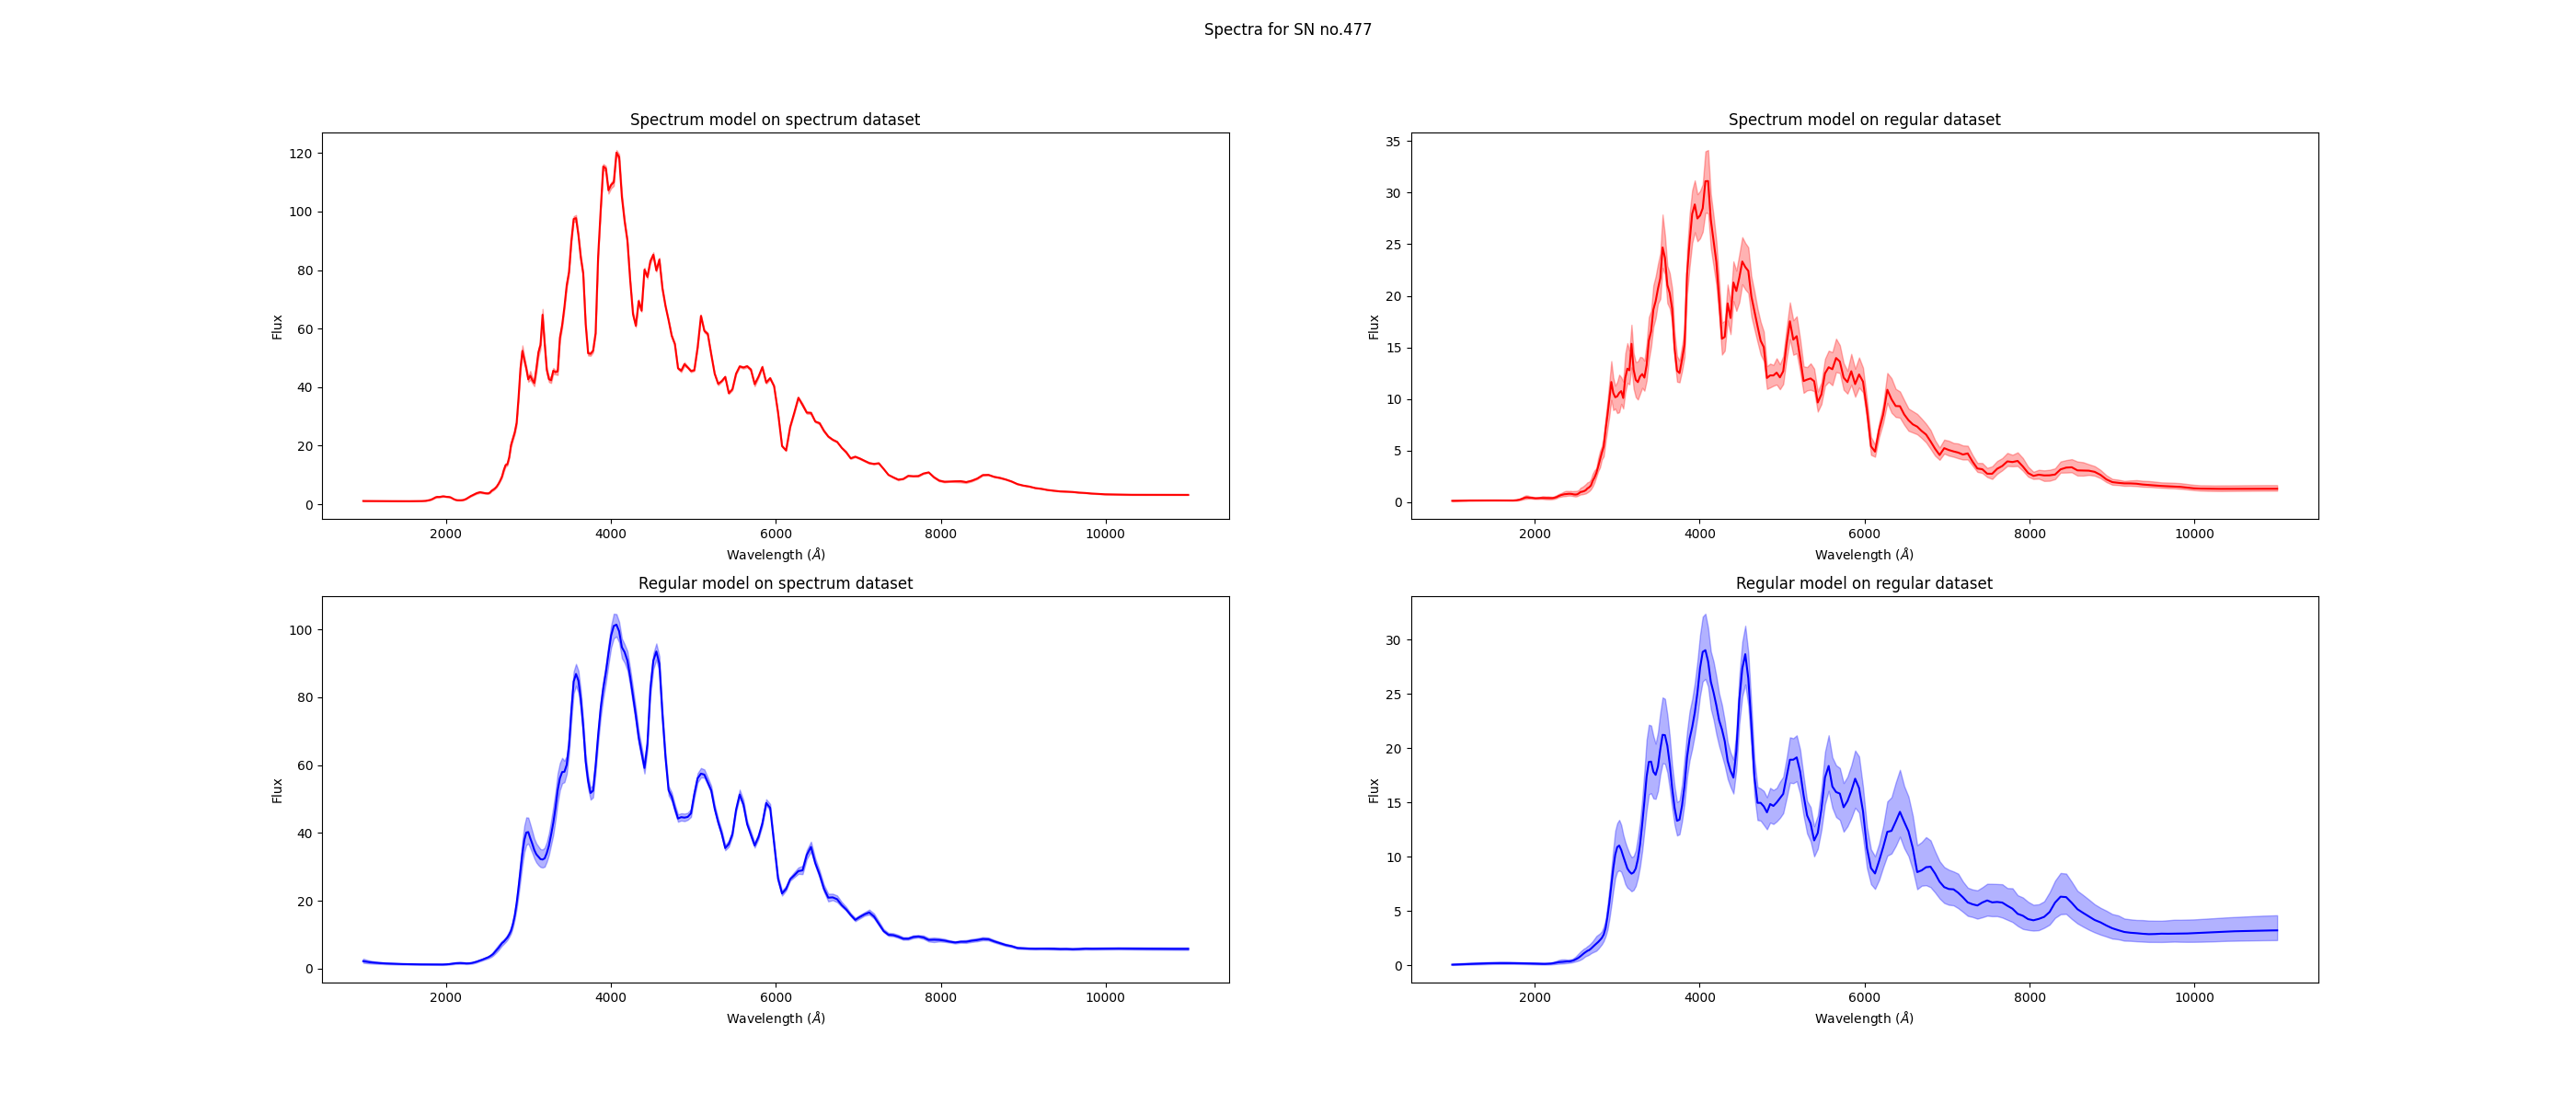 Spectra for SN no.477
Spectrum model on spectrum dataset
120
100
80
60
40
20
0
Flux
2000 4000 6000 8000 10000
Wavelength (Å)
Spectrum model on regular dataset
35
30
25
20
15
10
5
0
Flux
2000 4000 6000 8000 10000
Wavelength (Å)
Regular model on spectrum dataset
100
80
60
40
20
0
Flux
2000 4000 6000 8000 10000
Wavelength (Å)
Regular model on regular dataset
30
25
20
15
10
5
0
Flux
2000 4000 6000 8000 10000
Wavelength (Å)